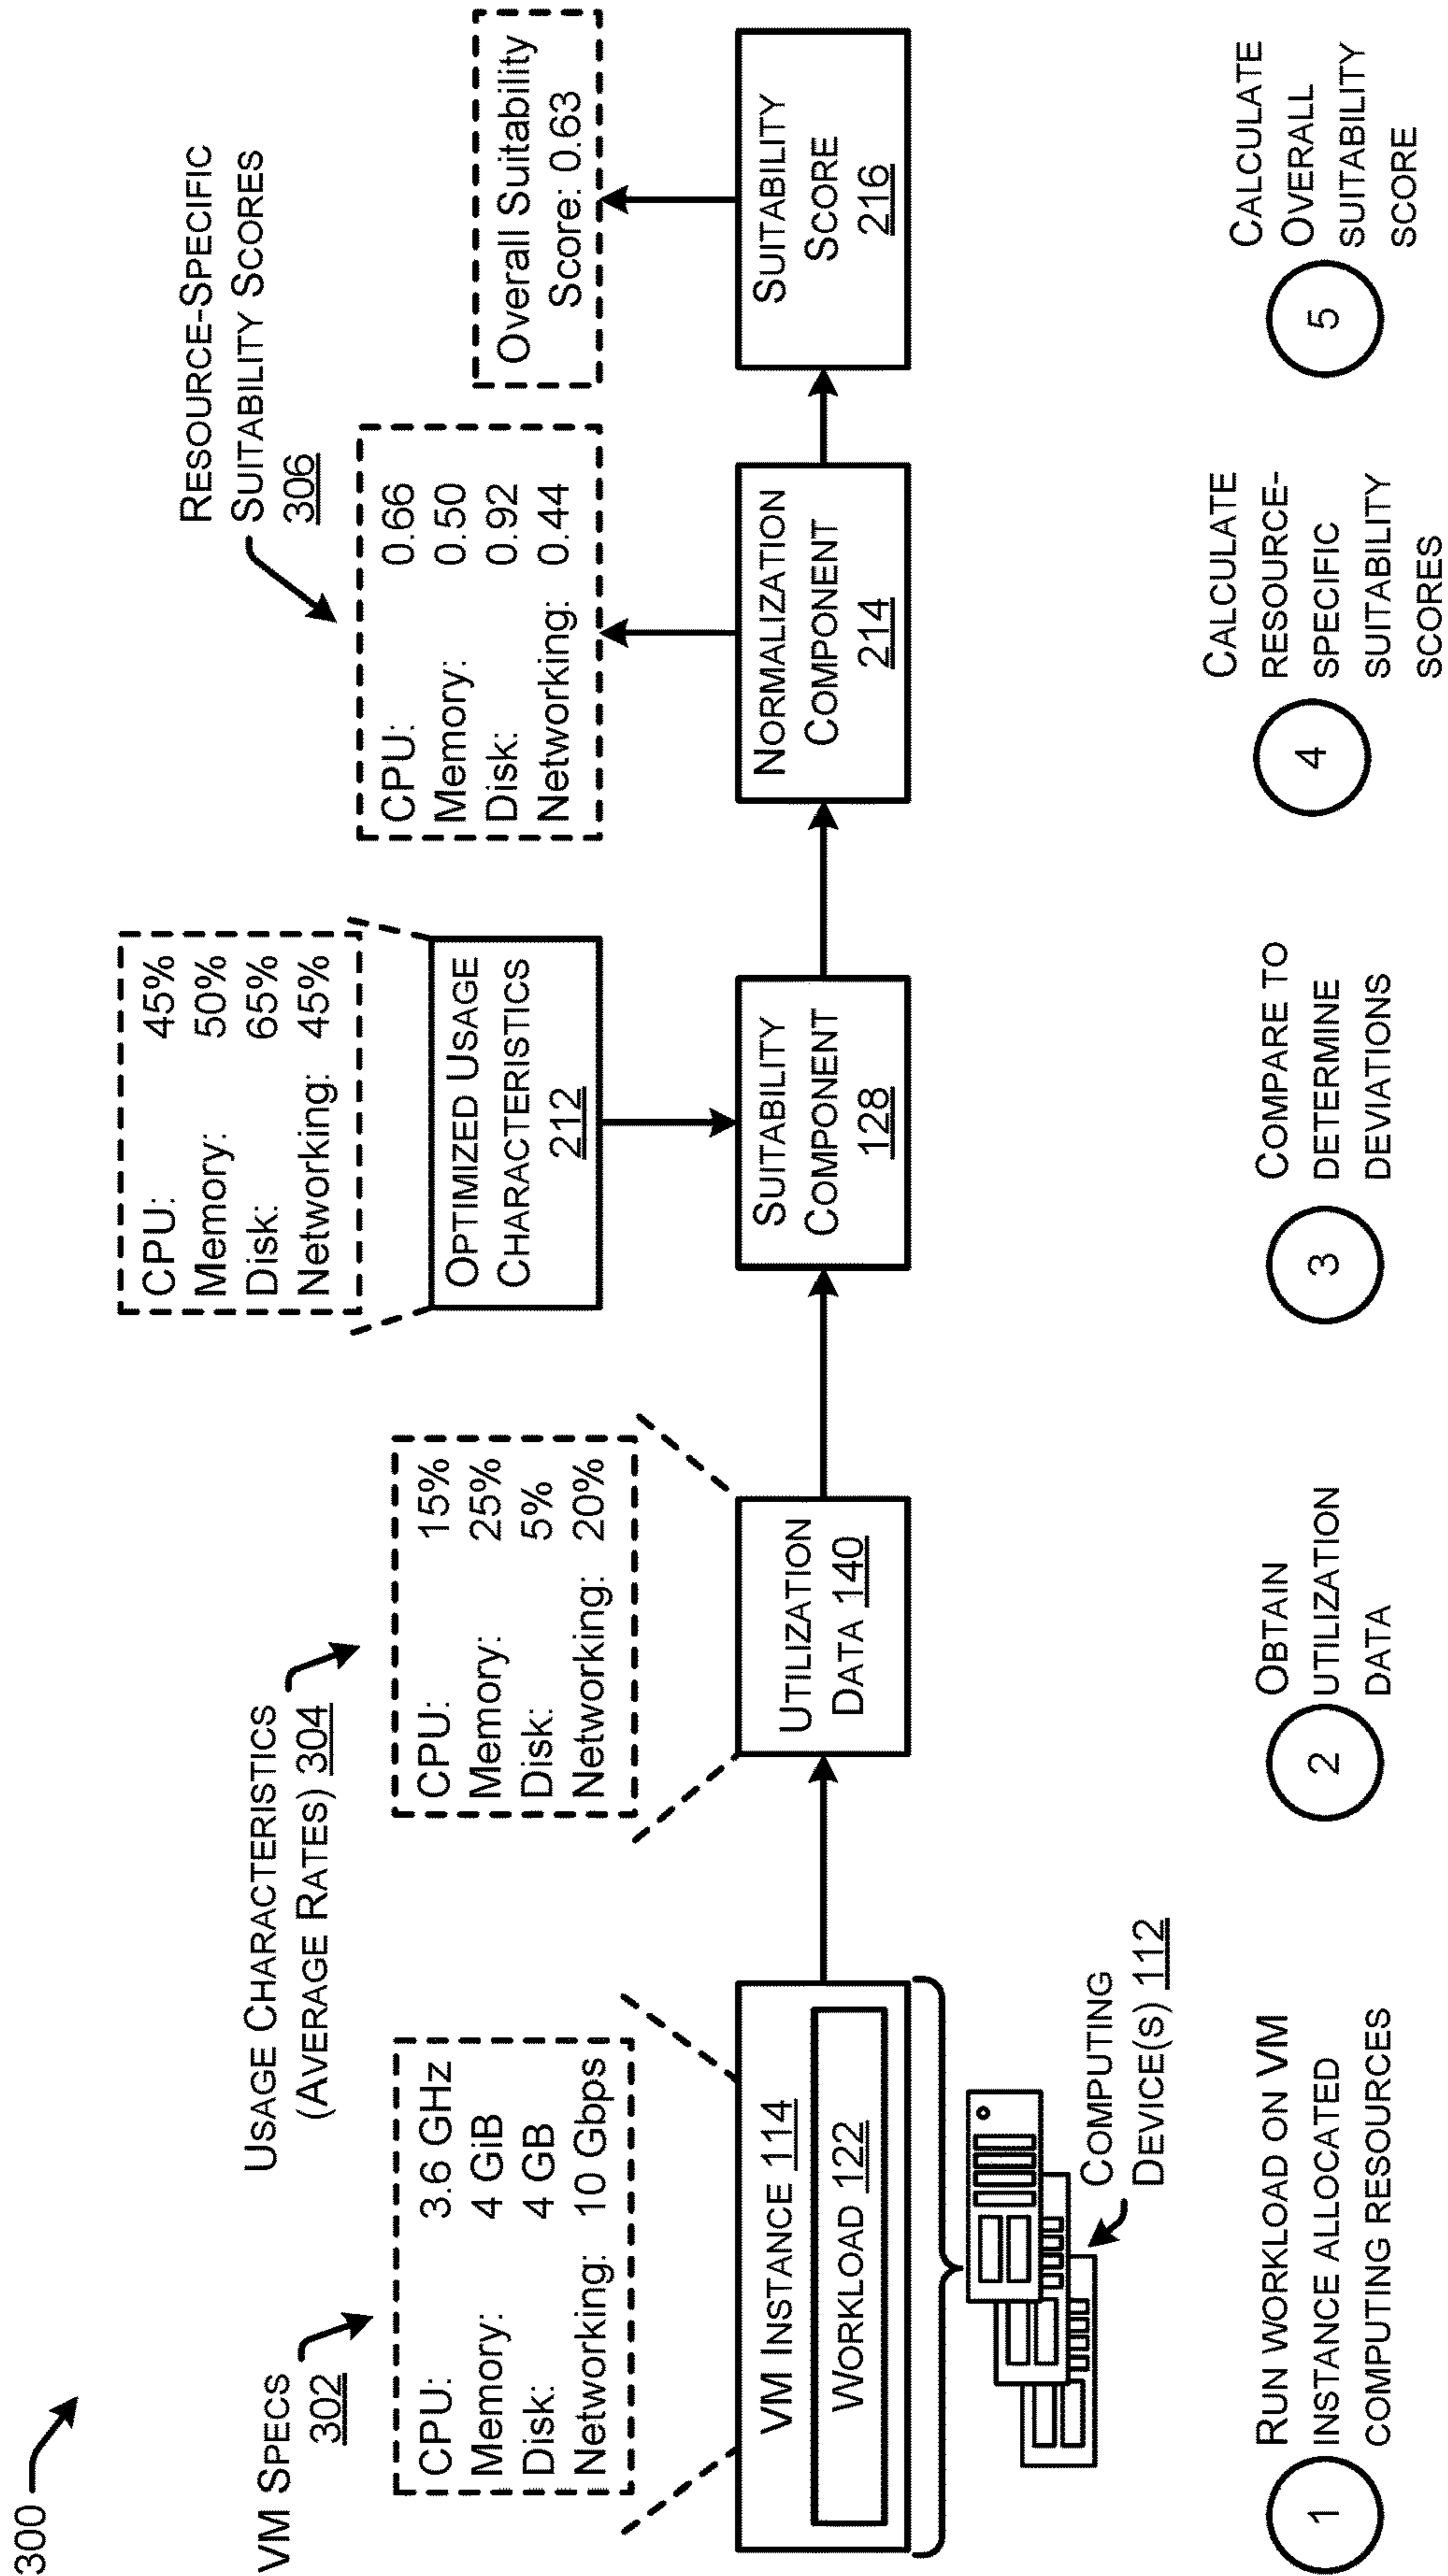 300
VM SPECS
302
CPU: 3.6 GHz
Memory: 4 GiB
Disk: 4 GB
Networking: 10 Gbps
VM INSTANCE 114
WORKLOAD 122
COMPUTING
DEVICE(S) 112
USAGE CHARACTERISTICS
(AVERAGE RATES) 304
CPU: 15%
Memory: 25%
Disk: 5%
Networking: 20%
UTILIZATION
DATA 140
CPU: 45%
Memory: 50%
Disk: 65%
Networking: 45%
OPTIMIZED USAGE
CHARACTERISTICS
212
SUITABILITY
COMPONENT
128
RESOURCE-SPECIFIC
SUITABILITY SCORES
306
CPU: 0.66
Memory: 0.50
Disk: 0.92
Networking: 0.44
NORMALIZATION
COMPONENT
214
Overall Suitability
Score: 0.63
SUITABILITY
SCORE
216
1
RUN WORKLOAD ON VM
INSTANCE ALLOCATED
COMPUTING RESOURCES
2
OBTAIN
UTILIZATION
DATA
3
COMPARE TO
DETERMINE
DEVIATIONS
4
CALCULATE
RESOURCE-
SPECIFIC
SUITABILITY
SCORES
5
CALCULATE
OVERALL
SUITABILITY
SCORE